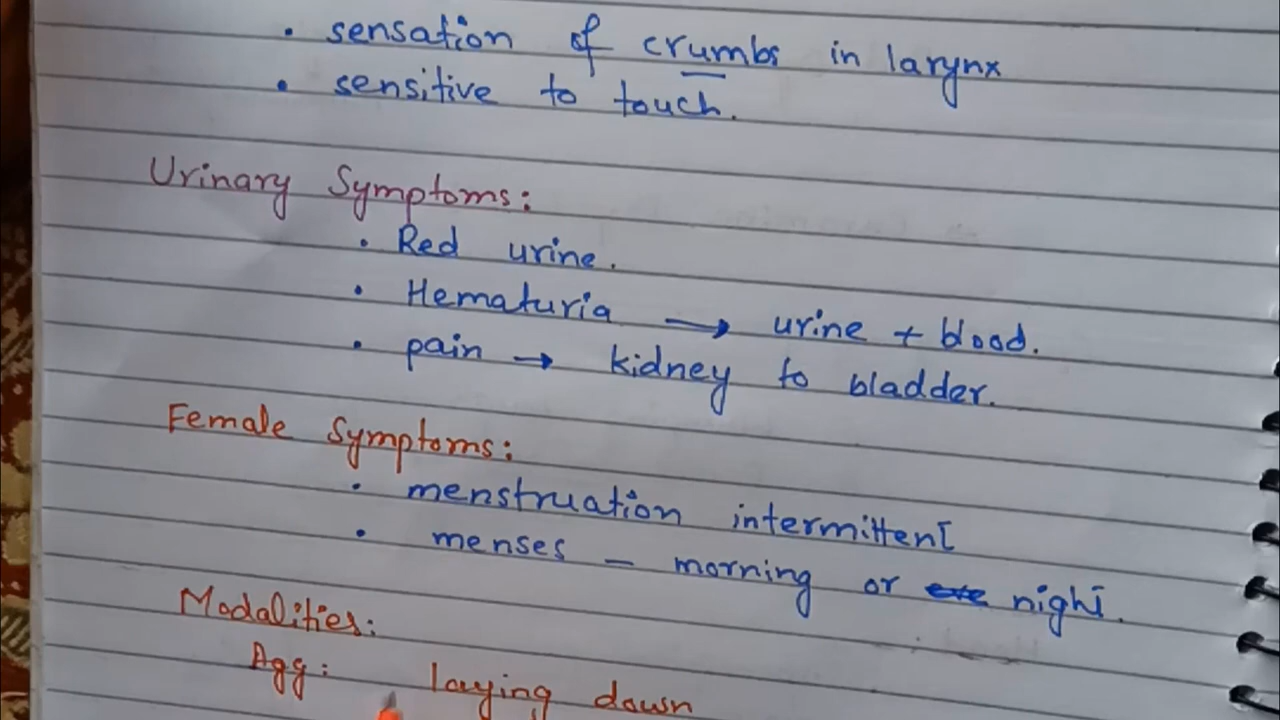 • sensation of crumbs in larynx
• sensitive to touch.
Urinary Symptoms:
• Red urine.
• Hematuria → urine + blood.
• pain → kidney to bladder.
Female Symptoms:
• menstruation intermittent
• menses – morning or night.
Modalities:
Agg: laying down